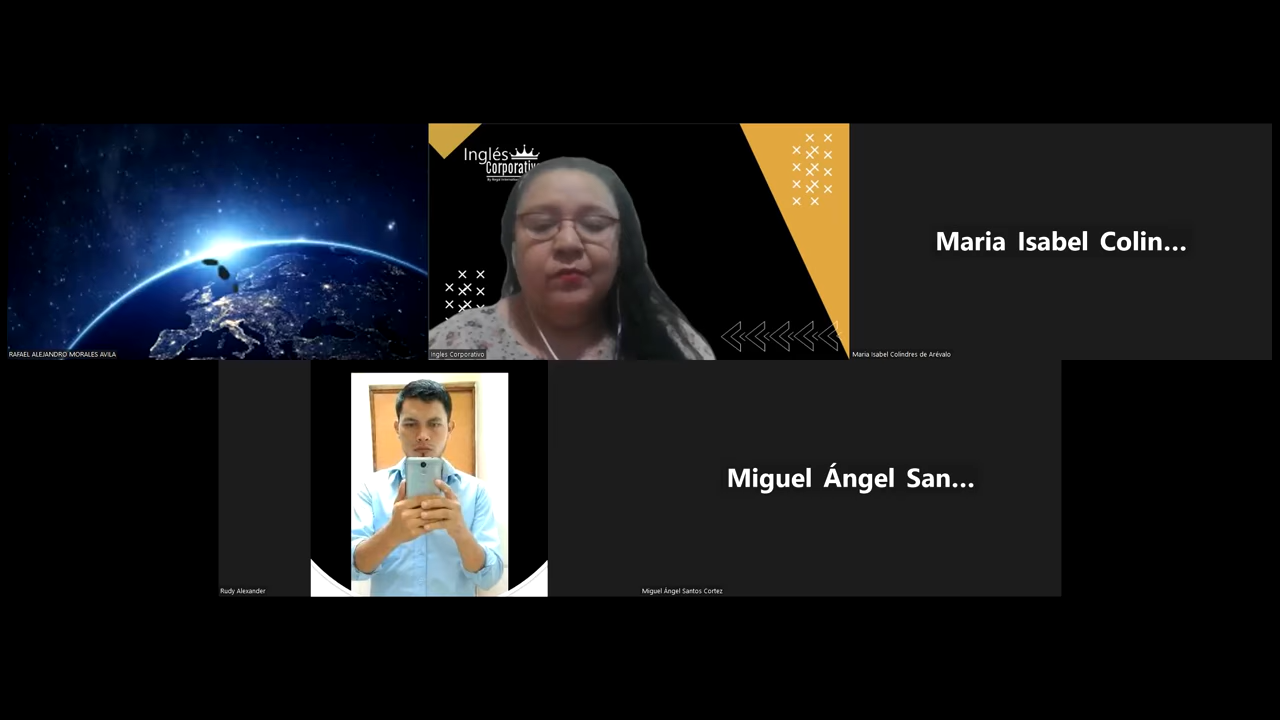 Inglés
Corporativo
Maria Isabel Colin...
RAFAEL ALEJANDRO MORALES AVILA
Ingles Corporativo
Maria Isabel Colindres de Arévalo
Miguel Ángel San...
Rudy Alexander
Miguel Ángel Santos Cortez